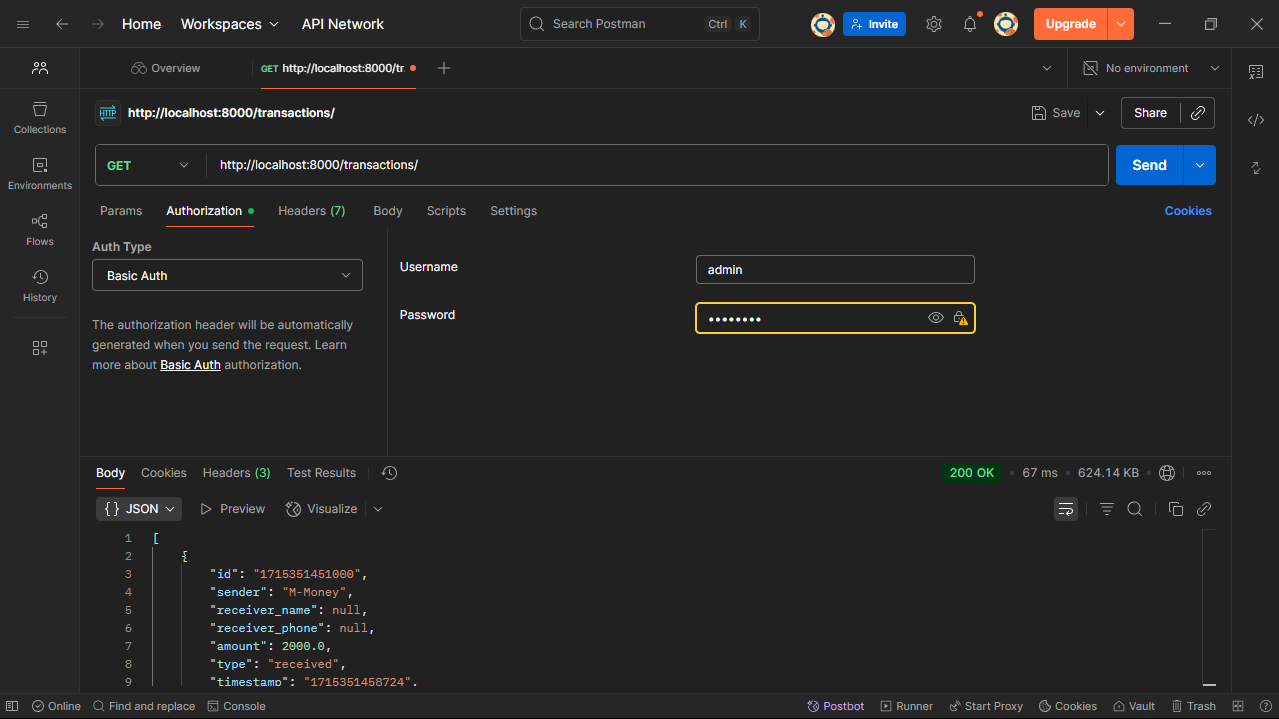 Home Workspaces API Network Search Postman Ctrl K Invite Upgrade
Overview GET http://localhost:8000/tr No environment
HTTP http://localhost:8000/transactions/ Save Share
Collections
GET http://localhost:8000/transactions/ Send
Environments
Params Authorization Headers (7) Body Scripts Settings Cookies
Flows
Auth Type
Basic Auth
History
Username admin
Password ••••••••
The authorization header will be automatically
generated when you send the request. Learn
more about Basic Auth authorization.
Body Cookies Headers (3) Test Results 200 OK • 67 ms • 624.14 KB •
{} JSON Preview Visualize
1 [
2 {
3 "id": "1715351451000",
4 "sender": "M-Money",
5 "receiver_name": null,
6 "receiver_phone": null,
7 "amount": 2000.0,
8 "type": "received",
9 "timestamp": "1715351458724",
Online Find and replace Console Postbot Runner Start Proxy Cookies Vault Trash